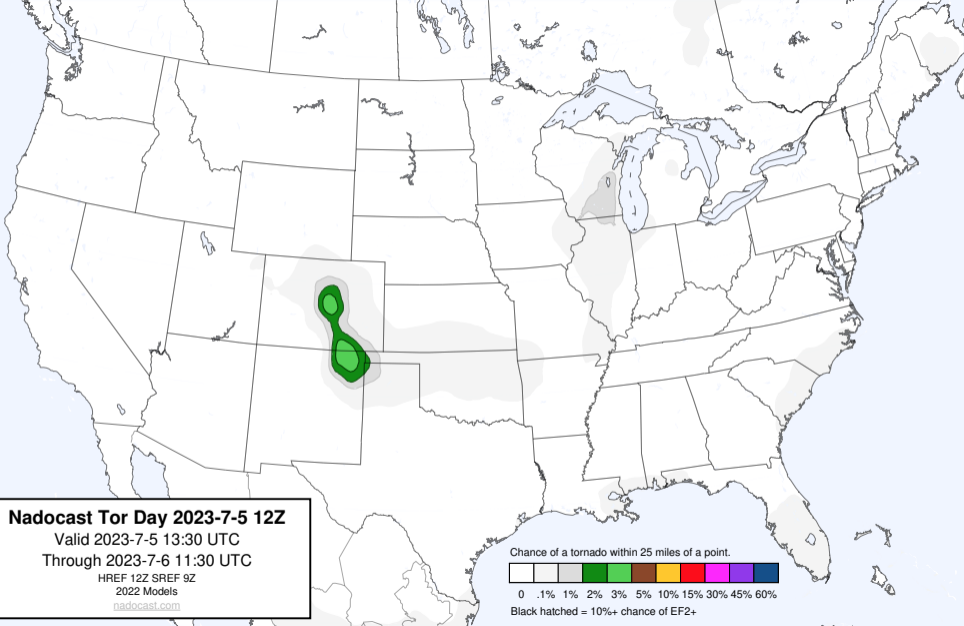 Nadocast Tor Day 2023-7-5 12Z
Valid 2023-7-5 13:30 UTC
Through 2023-7-6 11:30 UTC
HREF 12Z SREF 9Z
2022 Models
nadocast.com
Chance of a tornado within 25 miles of a point.
0 .1% 1% 2% 3% 5% 10% 15% 30% 45% 60%
Black hatched = 10%+ chance of EF2+